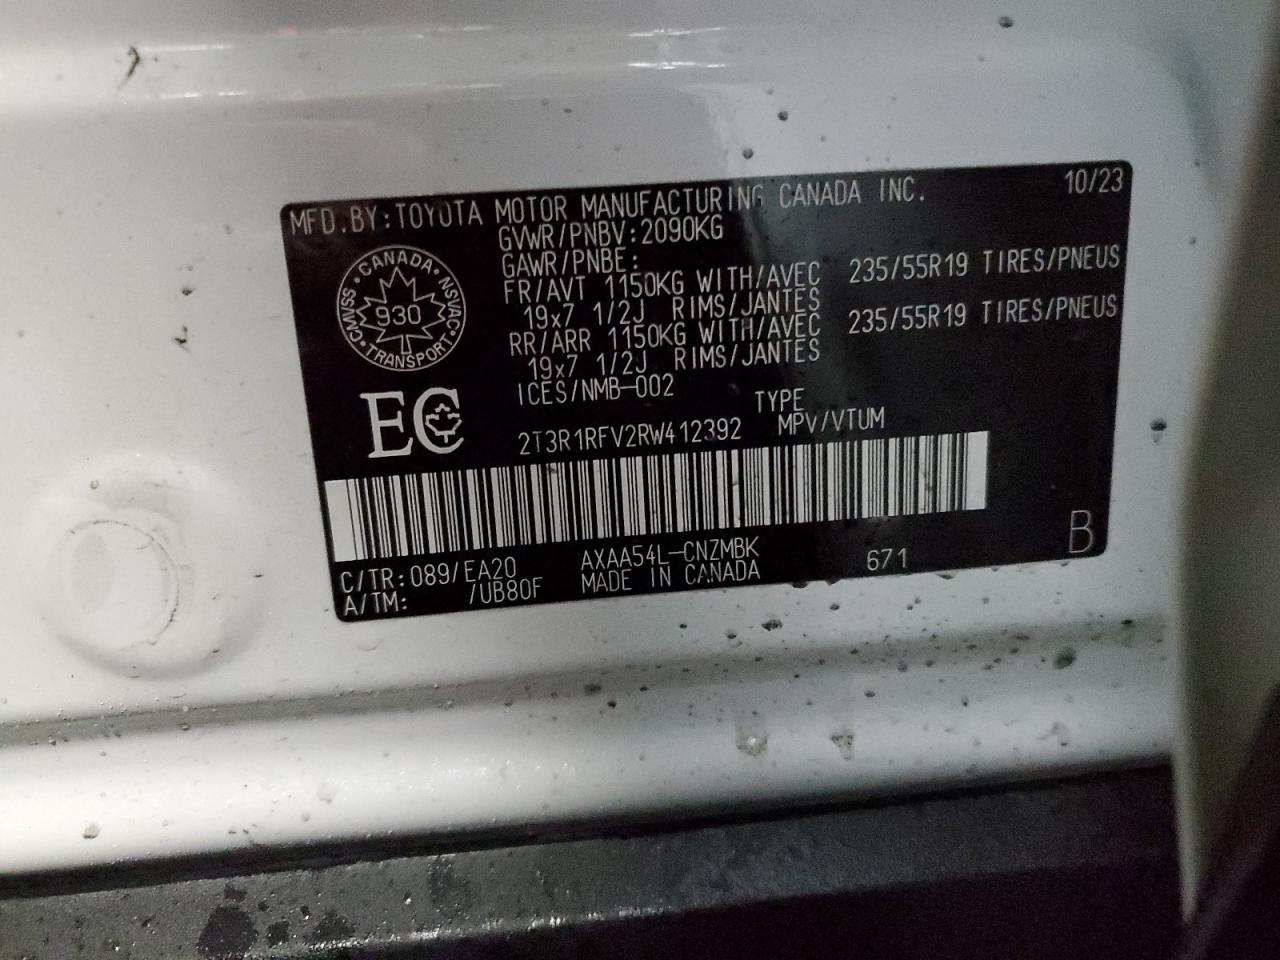 MFD.BY:TOYOTA MOTOR MANUFACTURING CANADA INC. 10/23
GVWR/PNBV:2090KG
GAWR/PNBE:
FR/AVT 1150KG WITH/AVEC 235/55R19 TIRES/PNEUS
19x7 1/2J RIMS/JANTES
RR/ARR 1150KG WITH/AVEC 235/55R19 TIRES/PNEUS
19x7 1/2J RIMS/JANTES
ICES/NMB-002
CANADA
930
TRANSPORT
CMVSS
NSVAC
EC
TYPE
2T3R1RFV2RW412392 MPV/VTUM
C/TR:089/EA20 AXAA54L-CNZMBK 671 B
A/TM: /UB80F MADE IN CANADA